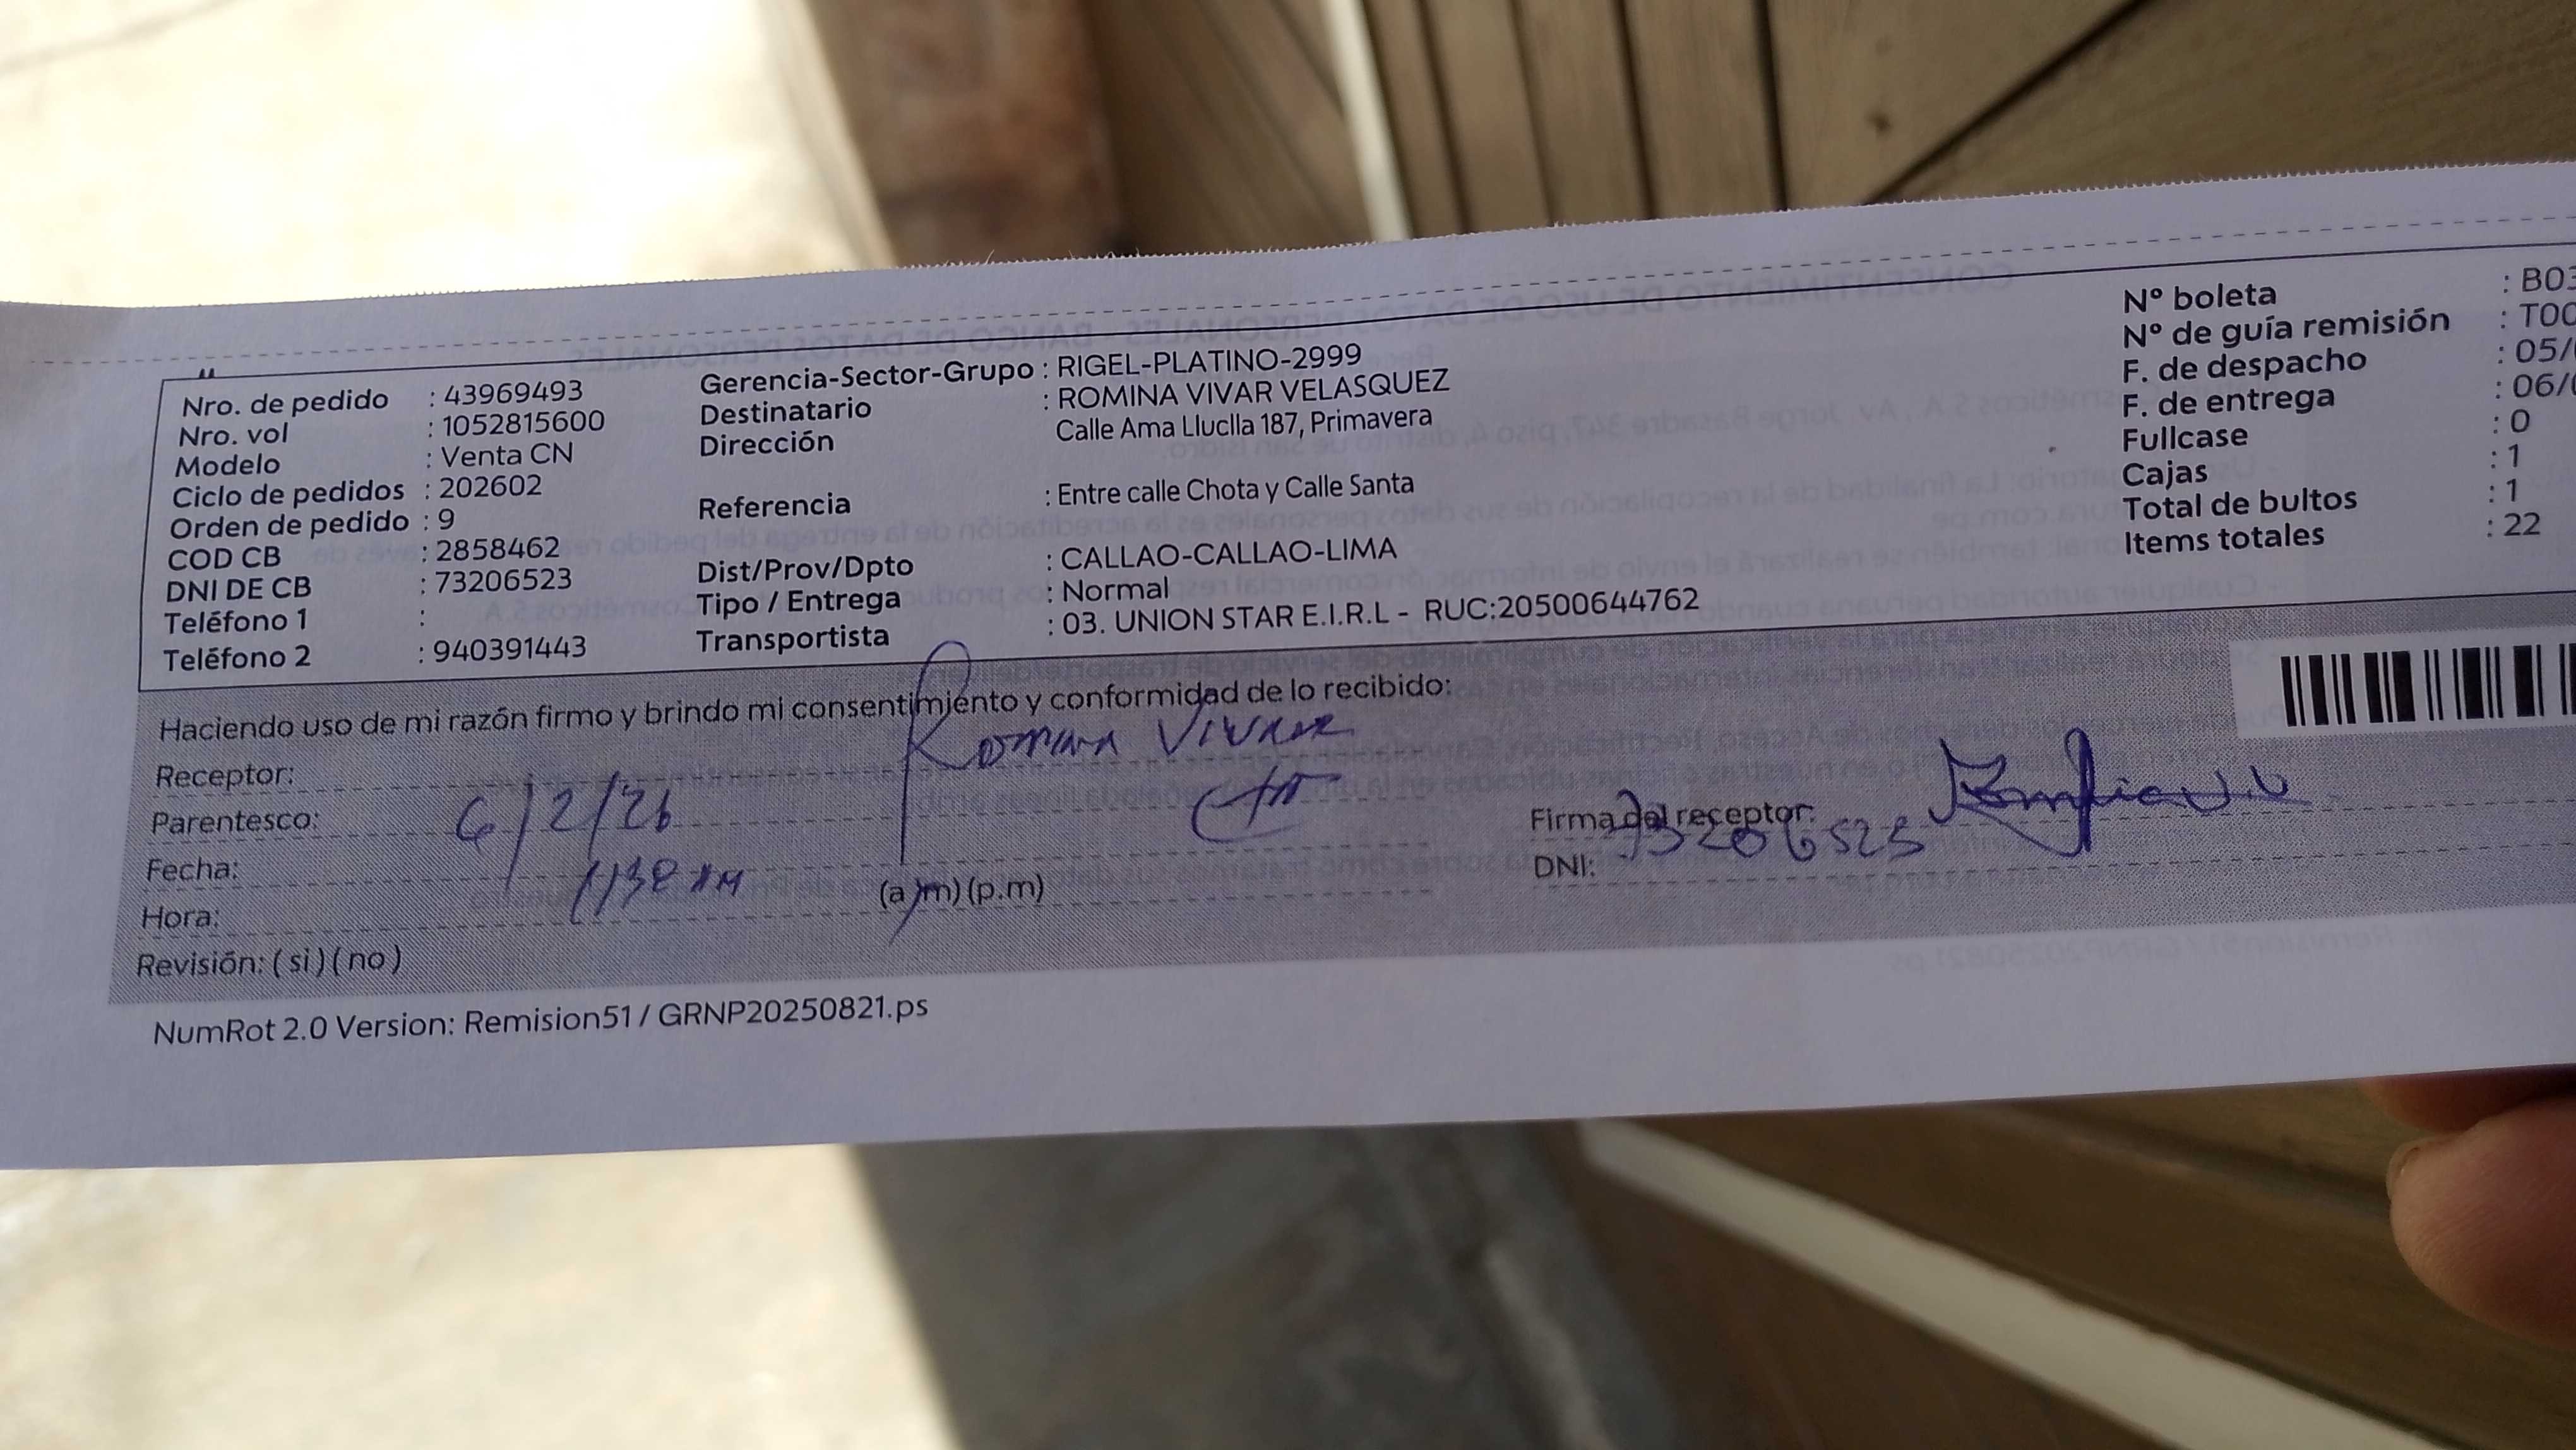 Nro. de pedido : 43969493
Nro. vol : 1052815600
Modelo : Venta CN
Ciclo de pedidos : 202602
Orden de pedido : 9
COD CB : 2858462
DNI DE CB : 73206523
Teléfono 1 :
Teléfono 2 : 940391443
Gerencia-Sector-Grupo : RIGEL-PLATINO-2999
Destinatario : ROMINA VIVAR VELASQUEZ
Dirección Calle Ama Lluclla 187, Primavera
Referencia : Entre calle Chota y Calle Santa
Dist/Prov/Dpto : CALLAO-CALLAO-LIMA
Tipo / Entrega : Normal
Transportista : 03. UNION STAR E.I.R.L - RUC:20500644762
Nº boleta : B03
Nº de guía remisión : T00
F. de despacho : 05/
F. de entrega : 06/
Fullcase : 0
Cajas : 1
Total de bultos : 1
Items totales : 22
Haciendo uso de mi razón firmo y brindo mi consentimiento y conformidad de lo recibido:
Receptor: Romina Vivar
Parentesco:
Fecha: 6/2/26
Hora: 1138 AM (a.m) (p.m)
Revisión: ( si ) ( no )
Firma del receptor:
DNI: 73206523
NumRot 2.0 Version: Remision51 / GRNP20250821.ps